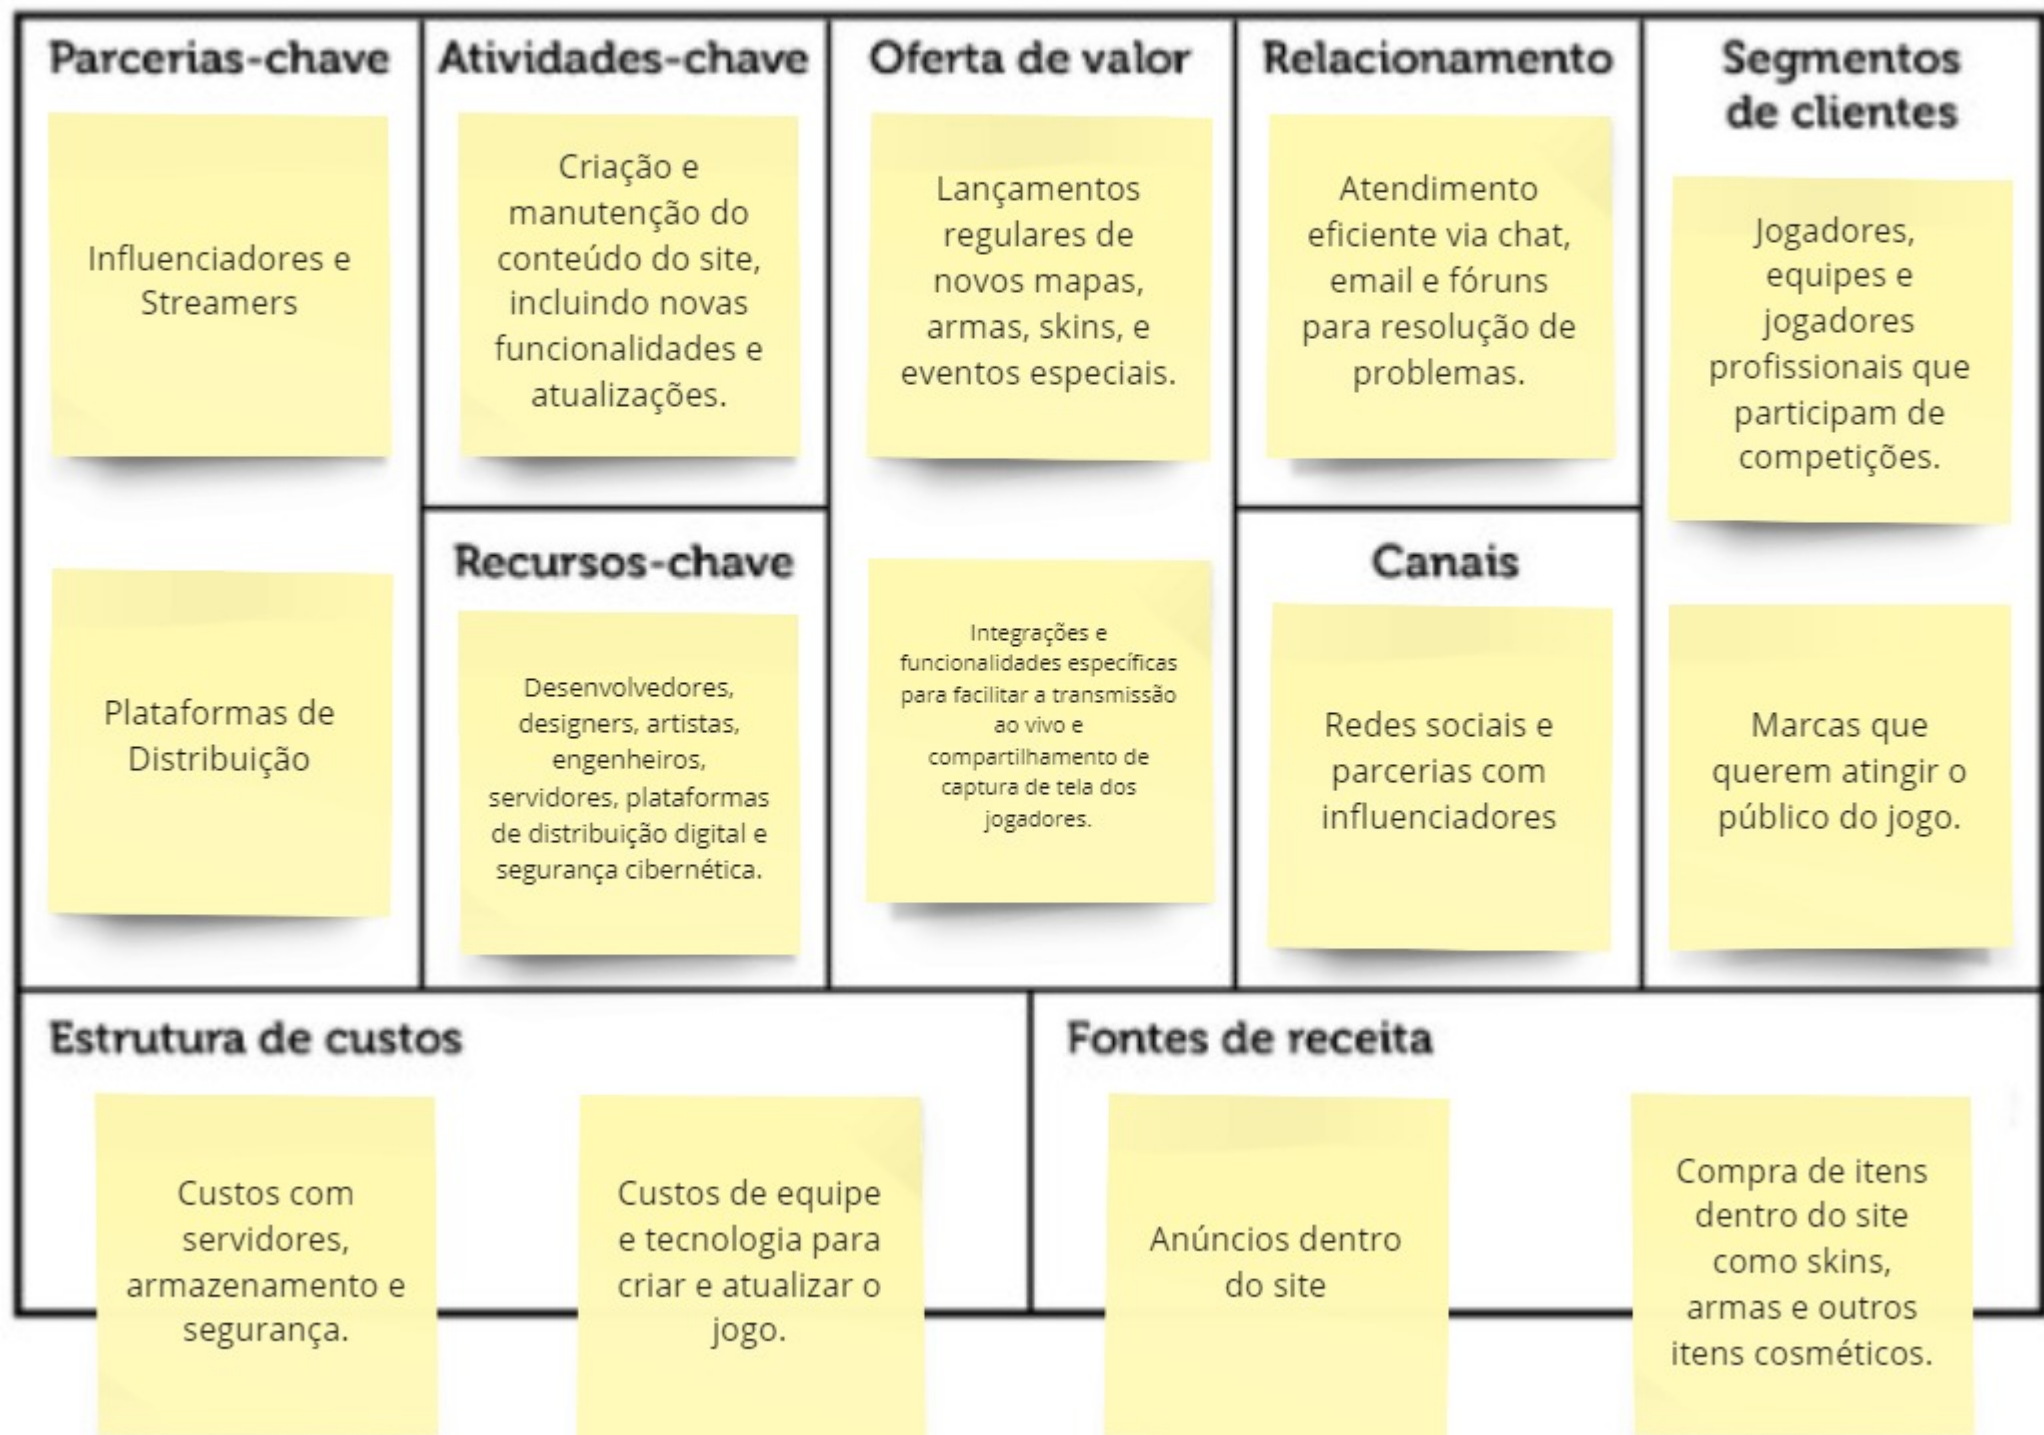 Parcerias-chave
Influenciadores e
Streamers
Plataformas de
Distribuição
Atividades-chave
Criação e
manutenção do
conteúdo do site,
incluindo novas
funcionalidades e
atualizações.
Recursos-chave
Desenvolvedores,
designers, artistas,
engenheiros,
servidores, plataformas
de distribuição digital e
segurança cibernética.
Oferta de valor
Lançamentos
regulares de
novos mapas,
armas, skins, e
eventos especiais.
Integrações e
funcionalidades específicas
para facilitar a transmissão
ao vivo e
compartilhamento de
captura de tela dos
jogadores.
Relacionamento
Atendimento
eficiente via chat,
email e fóruns
para resolução de
problemas.
Canais
Redes sociais e
parcerias com
influenciadores
Segmentos
de clientes
Jogadores,
equipes e
jogadores
profissionais que
participam de
competições.
Marcas que
querem atingir o
público do jogo.
Estrutura de custos
Custos com
servidores,
armazenamento e
segurança.
Custos de equipe
e tecnologia para
criar e atualizar o
jogo.
Fontes de receita
Anúncios dentro
do site
Compra de itens
dentro do site
como skins,
armas e outros
itens cosméticos.